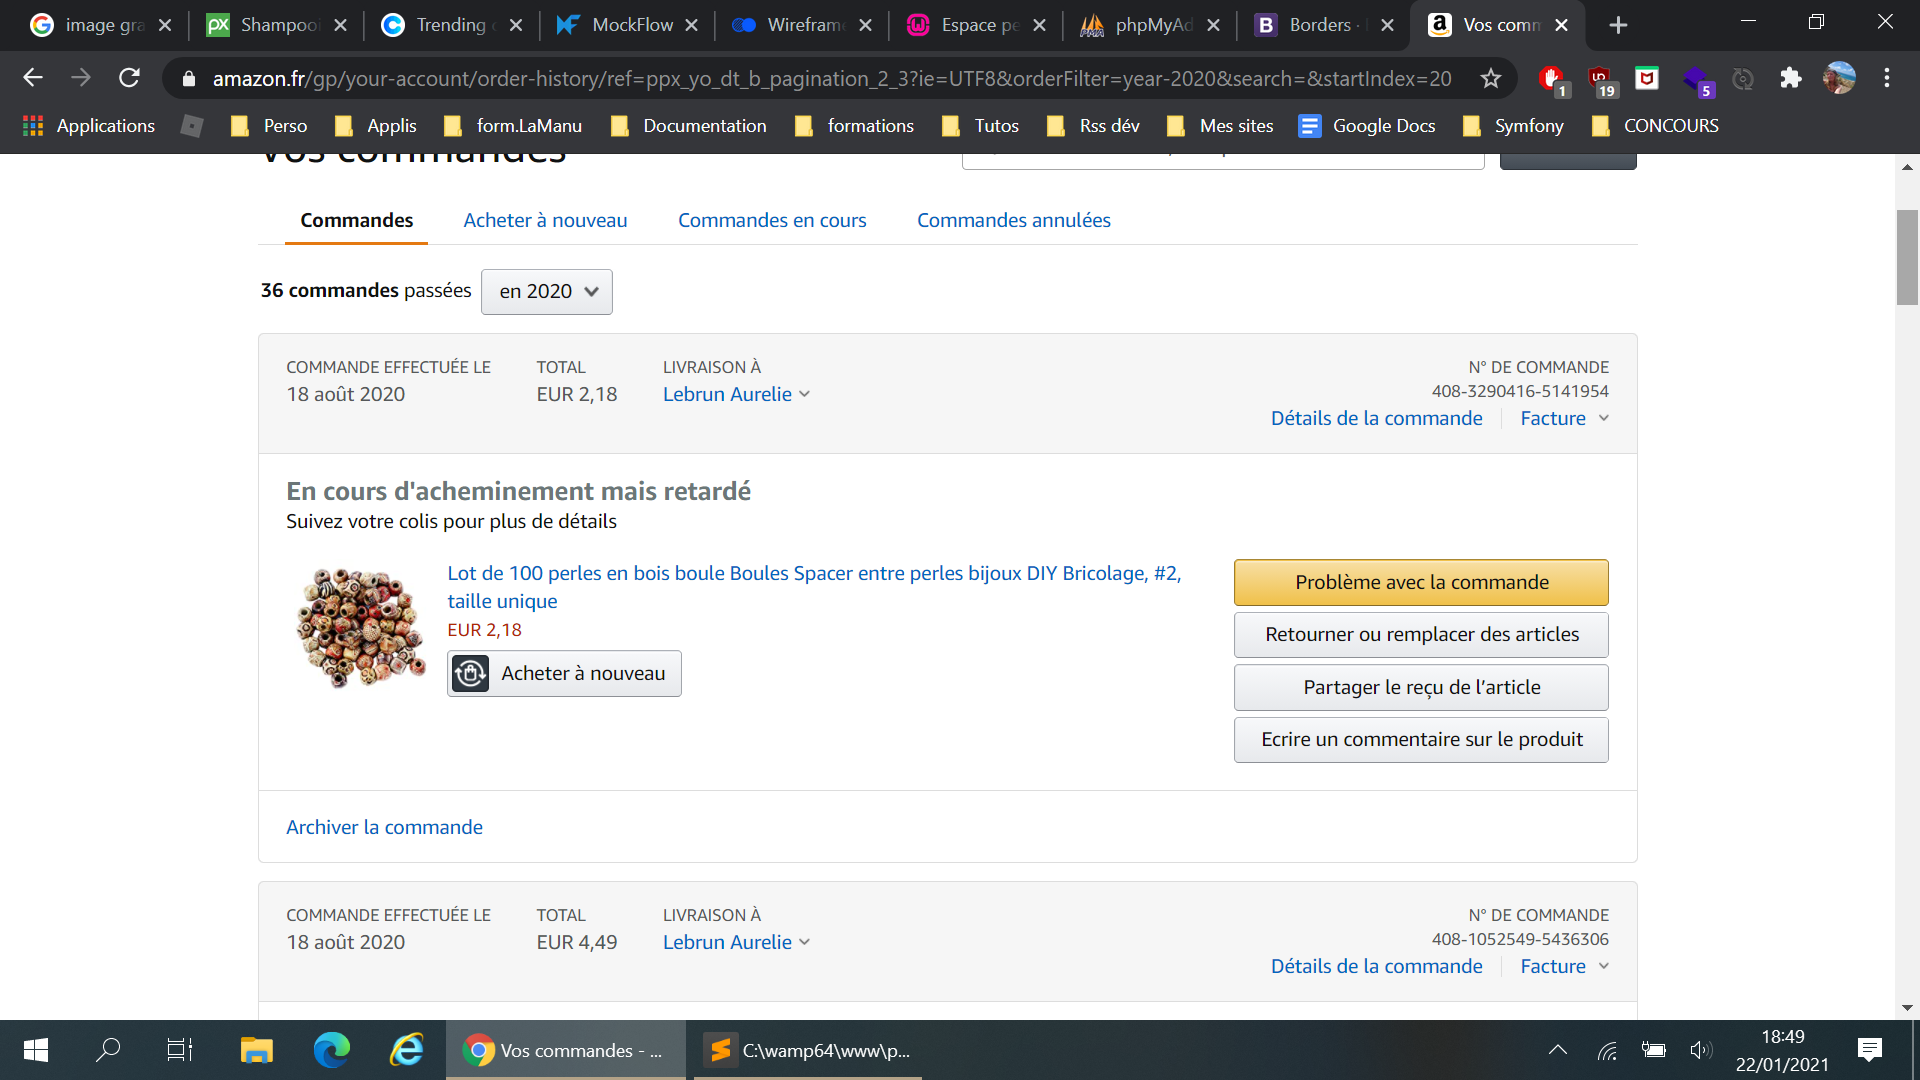 image gra
Shampooi
Trending
MockFlow
Wireframe
Espace pe
phpMyAd
Borders ·
Vos comm
amazon.fr/gp/your-account/order-history/ref=ppx_yo_dt_b_pagination_2_3?ie=UTF8&orderFilter=year-2020&search=&startIndex=20
1
19
5
Applications
Perso
Applis
form.LaManu
Documentation
formations
Tutos
Rss dév
Mes sites
Google Docs
Symfony
CONCOURS
Vos commandes
Commandes
Acheter à nouveau
Commandes en cours
Commandes annulées
36 commandes passées
en 2020
COMMANDE EFFECTUÉE LE
18 août 2020
TOTAL
EUR 2,18
LIVRAISON À
Lebrun Aurelie
N° DE COMMANDE
408-3290416-5141954
Détails de la commande
Facture
En cours d'acheminement mais retardé
Suivez votre colis pour plus de détails
Lot de 100 perles en bois boule Boules Spacer entre perles bijoux DIY Bricolage, #2,
taille unique
EUR 2,18
Acheter à nouveau
Problème avec la commande
Retourner ou remplacer des articles
Partager le reçu de l’article
Ecrire un commentaire sur le produit
Archiver la commande
COMMANDE EFFECTUÉE LE
18 août 2020
TOTAL
EUR 4,49
LIVRAISON À
Lebrun Aurelie
N° DE COMMANDE
408-1052549-5436306
Détails de la commande
Facture
Vos commandes - ...
C:\wamp64\www\p...
18:49
22/01/2021